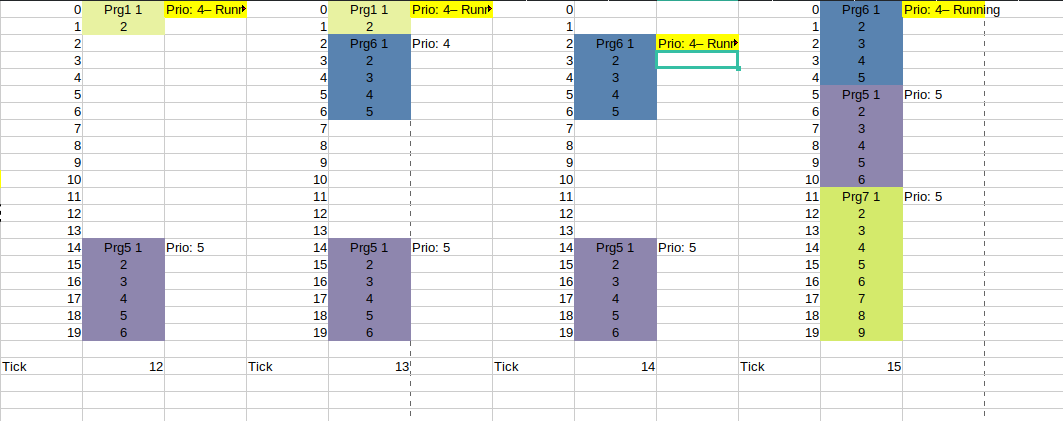 0 Prg1 1 Prio: 4– Runr 0 Prg1 1 Prio: 4– Runr 0 0 Prg6 1 Prio: 4– Running
1 2 1 2 1 1 2
2 2 Prg6 1 Prio: 4 2 Prg6 1 Prio: 4– Runr 2 3
3 3 2 3 2 3 4
4 4 3 4 3 4 5
5 5 4 5 4 5 Prg5 1 Prio: 5
6 6 5 6 5 6 2
7 7 7 7 3
8 8 8 8 4
9 9 9 9 5
10 10 10 10 6
11 11 11 11 Prg7 1 Prio: 5
12 12 12 12 2
13 13 13 13 3
14 Prg5 1 Prio: 5 14 Prg5 1 Prio: 5 14 Prg5 1 Prio: 5 14 4
15 2 15 2 15 2 15 5
16 3 16 3 16 3 16 6
17 4 17 4 17 4 17 7
18 5 18 5 18 5 18 8
19 6 19 6 19 6 19 9
Tick 12 Tick 13 Tick 14 Tick 15